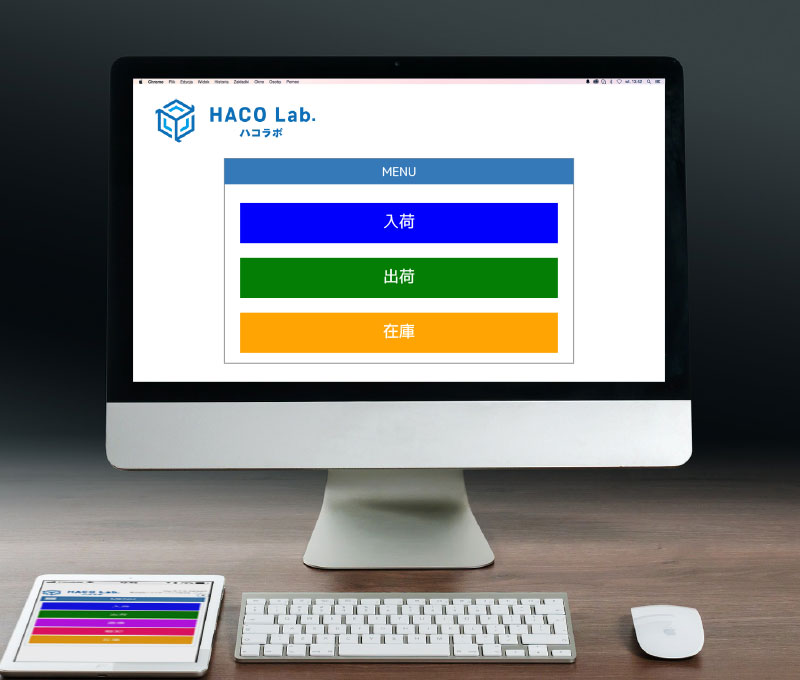 Chrome Plik Edycja Widok Historia Zakładki Okno Osoba Pomoc
HACO Lab.
ハコラボ
MENU
入荷
出荷
在庫
HACO Lab.